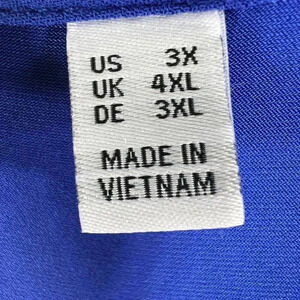 US 3X
UK 4XL
DE 3XL
MADE IN
VIETNAM